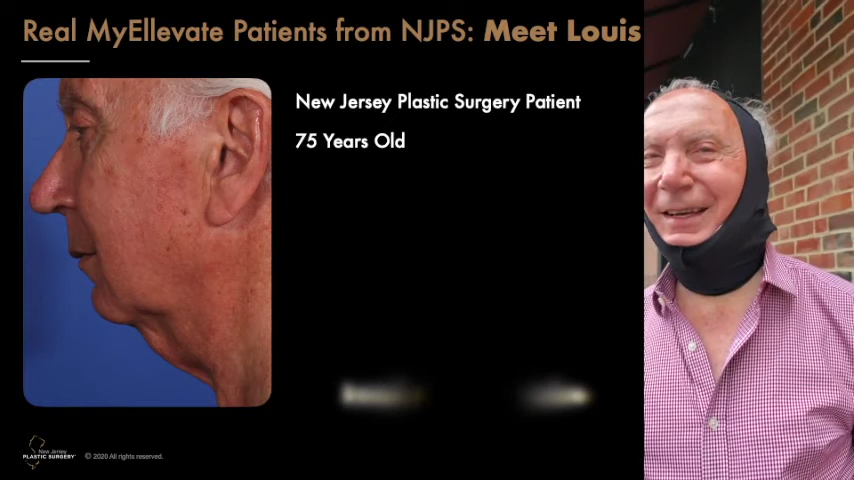 Real MyEllevate Patients from NJPS: Meet Louis
New Jersey Plastic Surgery Patient
75 Years Old
New Jersey
PLASTIC SURGERY
© 2020 All rights reserved.